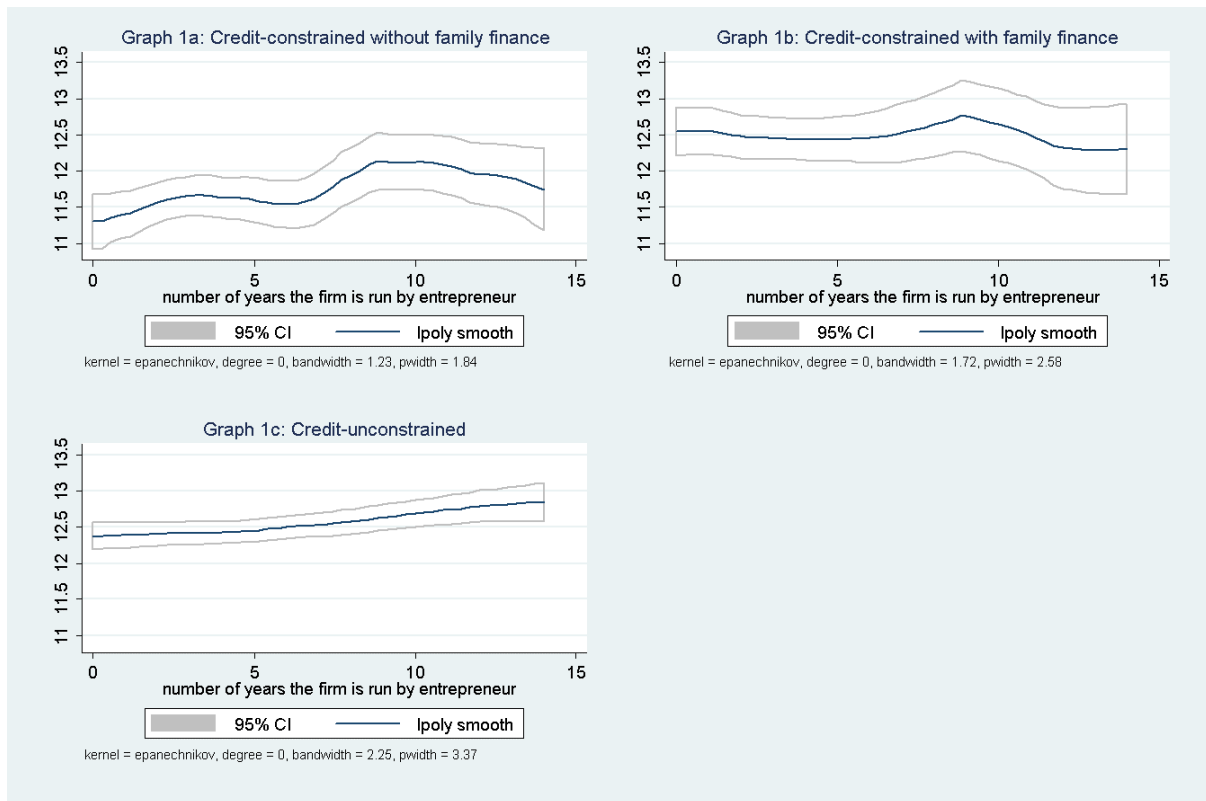 Graph 1a: Credit-constrained without family finance
13.5
13
12.5
12
11.5
11
0 5 10 15
number of years the firm is run by entrepreneur
95% CI lpoly smooth
kernel = epanechnikov, degree = 0, bandwidth = 1.23, pwidth = 1.84
Graph 1b: Credit-constrained with family finance
13.5
13
12.5
12
11.5
11
0 5 10 15
number of years the firm is run by entrepreneur
95% CI lpoly smooth
kernel = epanechnikov, degree = 0, bandwidth = 1.72, pwidth = 2.58
Graph 1c: Credit-unconstrained
13.5
13
12.5
12
11.5
11
0 5 10 15
number of years the firm is run by entrepreneur
95% CI lpoly smooth
kernel = epanechnikov, degree = 0, bandwidth = 2.25, pwidth = 3.37